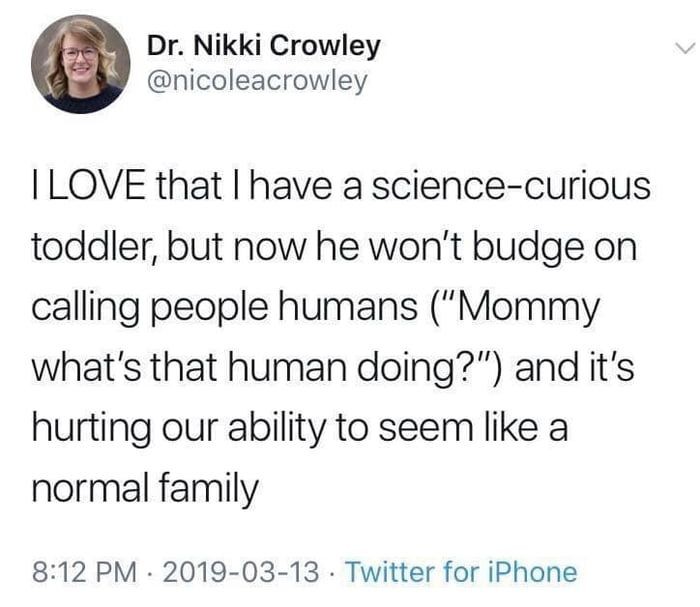 Dr. Nikki Crowley
@nicoleacrowley
I LOVE that I have a science-curious
toddler, but now he won't budge on
calling people humans ("Mommy
what's that human doing?") and it's
hurting our ability to seem like a
normal family
8:12 PM · 2019-03-13 · Twitter for iPhone